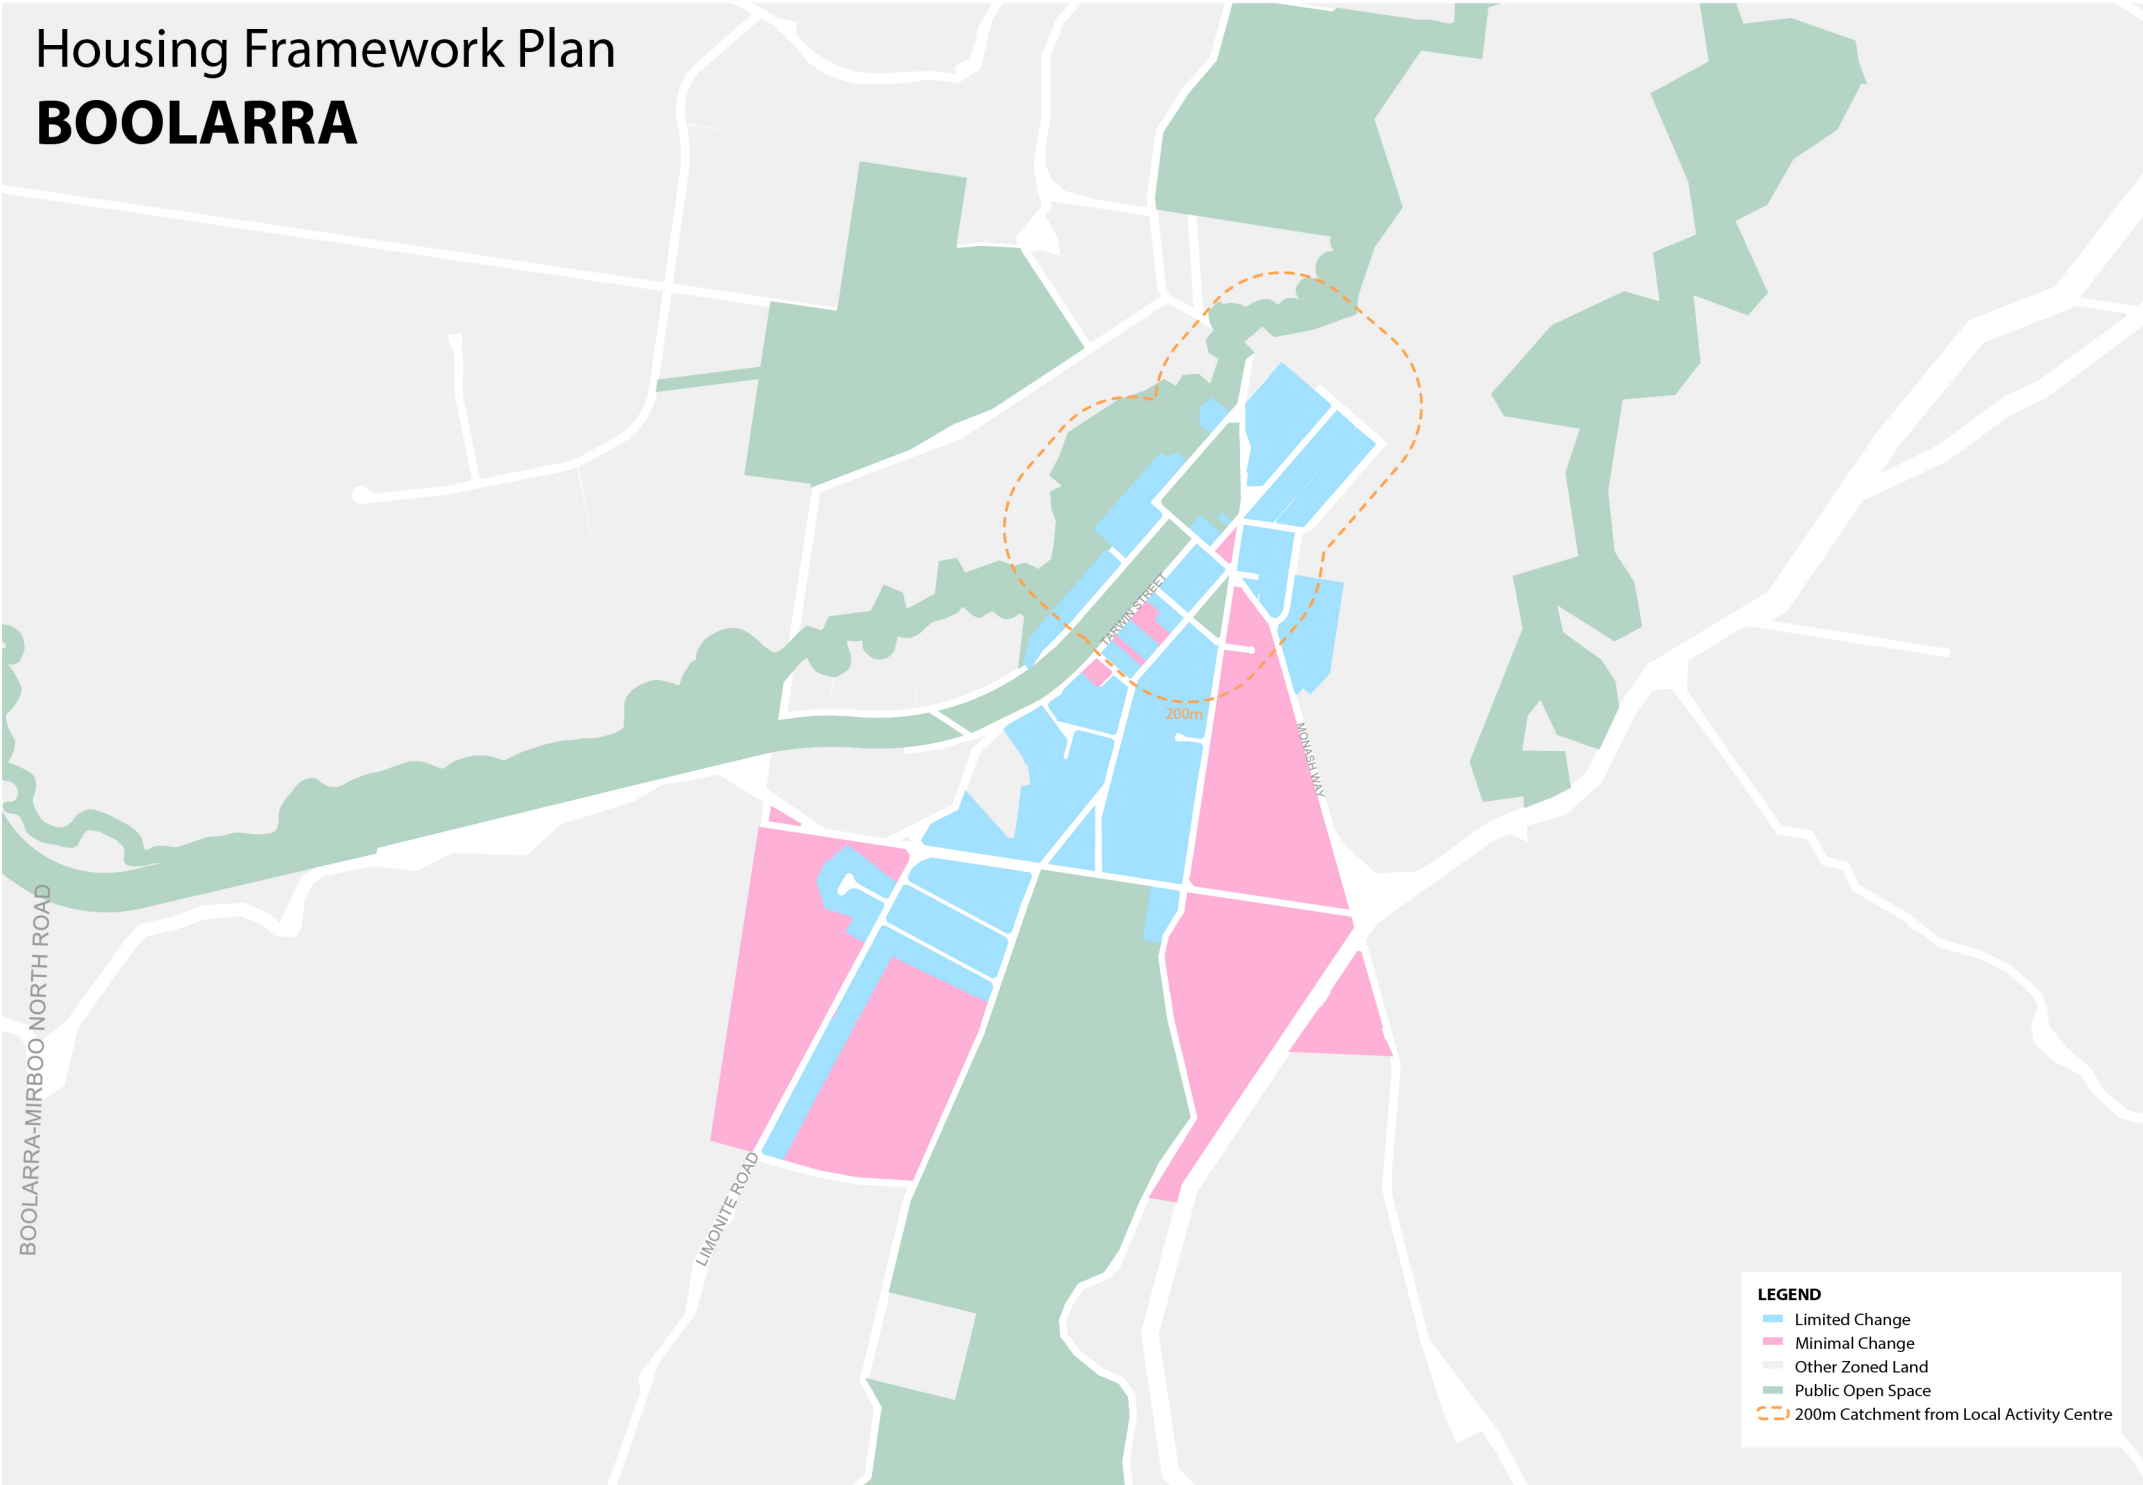 Housing Framework Plan
BOOLARRA
TARWIN STREET
200m
MONASH WAY
BOOLARRA-MIRBOO NORTH ROAD
LIMONITE ROAD
LEGEND
Limited Change
Minimal Change
Other Zoned Land
Public Open Space
200m Catchment from Local Activity Centre